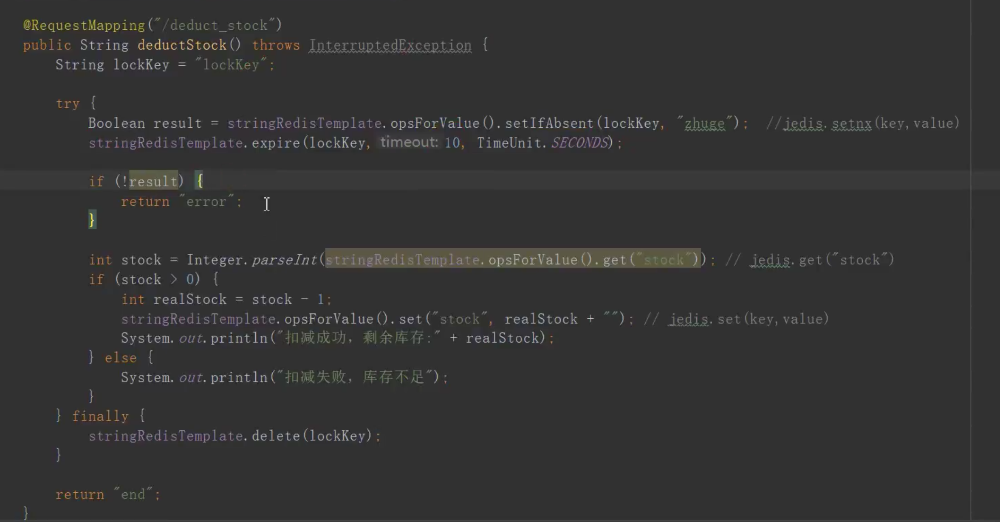 @RequestMapping("/deduct_stock")
public String deductStock() throws InterruptedException {
String lockKey = "lockKey";
try {
Boolean result = stringRedisTemplate.opsForValue().setIfAbsent(lockKey, "zhuge"); //jedis.setnx(key,value)
stringRedisTemplate.expire(lockKey, timeout: 10, TimeUnit.SECONDS);
if (!result) {
return "error";
}
int stock = Integer.parseInt(stringRedisTemplate.opsForValue().get("stock")); // jedis.get("stock")
if (stock > 0) {
int realStock = stock - 1;
stringRedisTemplate.opsForValue().set("stock", realStock + ""); // jedis.set(key,value)
System.out.println("扣减成功，剩余库存:" + realStock);
} else {
System.out.println("扣减失败，库存不足");
}
} finally {
stringRedisTemplate.delete(lockKey);
}
return "end";
}